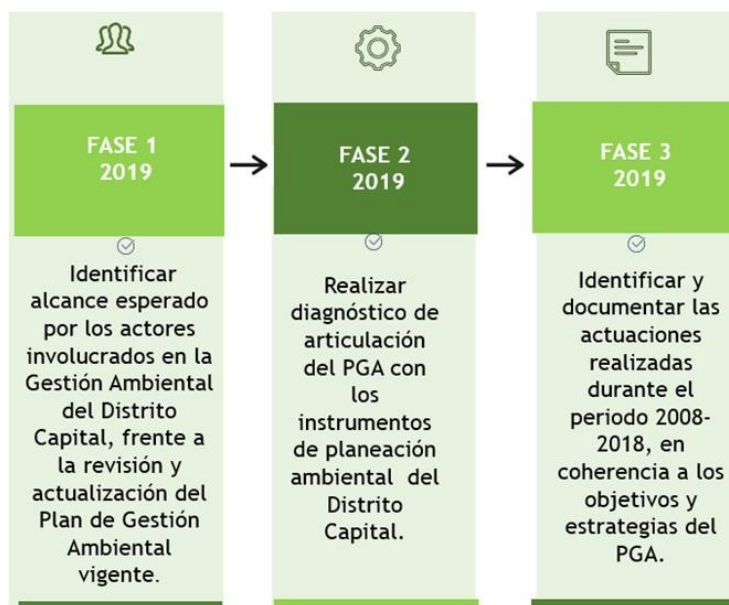 FASE 1
2019
Identificar
alcance esperado
por los actores
involucrados en la
Gestión Ambiental
del Distrito
Capital, frente a
la revisión y
actualización del
Plan de Gestión
Ambiental
vigente.
FASE 2
2019
Realizar
diagnóstico de
articulación
del PGA con
los
instrumentos
de planeación
ambiental del
Distrito
Capital.
FASE 3
2019
Identificar y
documentar las
actuaciones
realizadas
durante el
periodo 2008-
2018, en
coherencia a los
objetivos y
estrategias del
PGA.